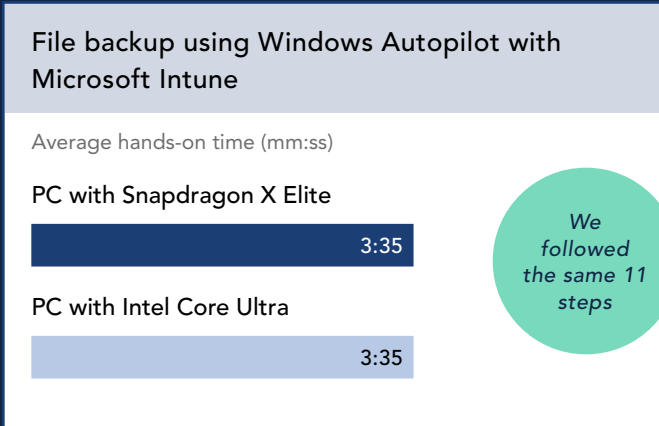 File backup using Windows Autopilot with
Microsoft Intune
Average hands-on time (mm:ss)
PC with Snapdragon X Elite
3:35
PC with Intel Core Ultra
3:35
We
followed
the same 11
steps